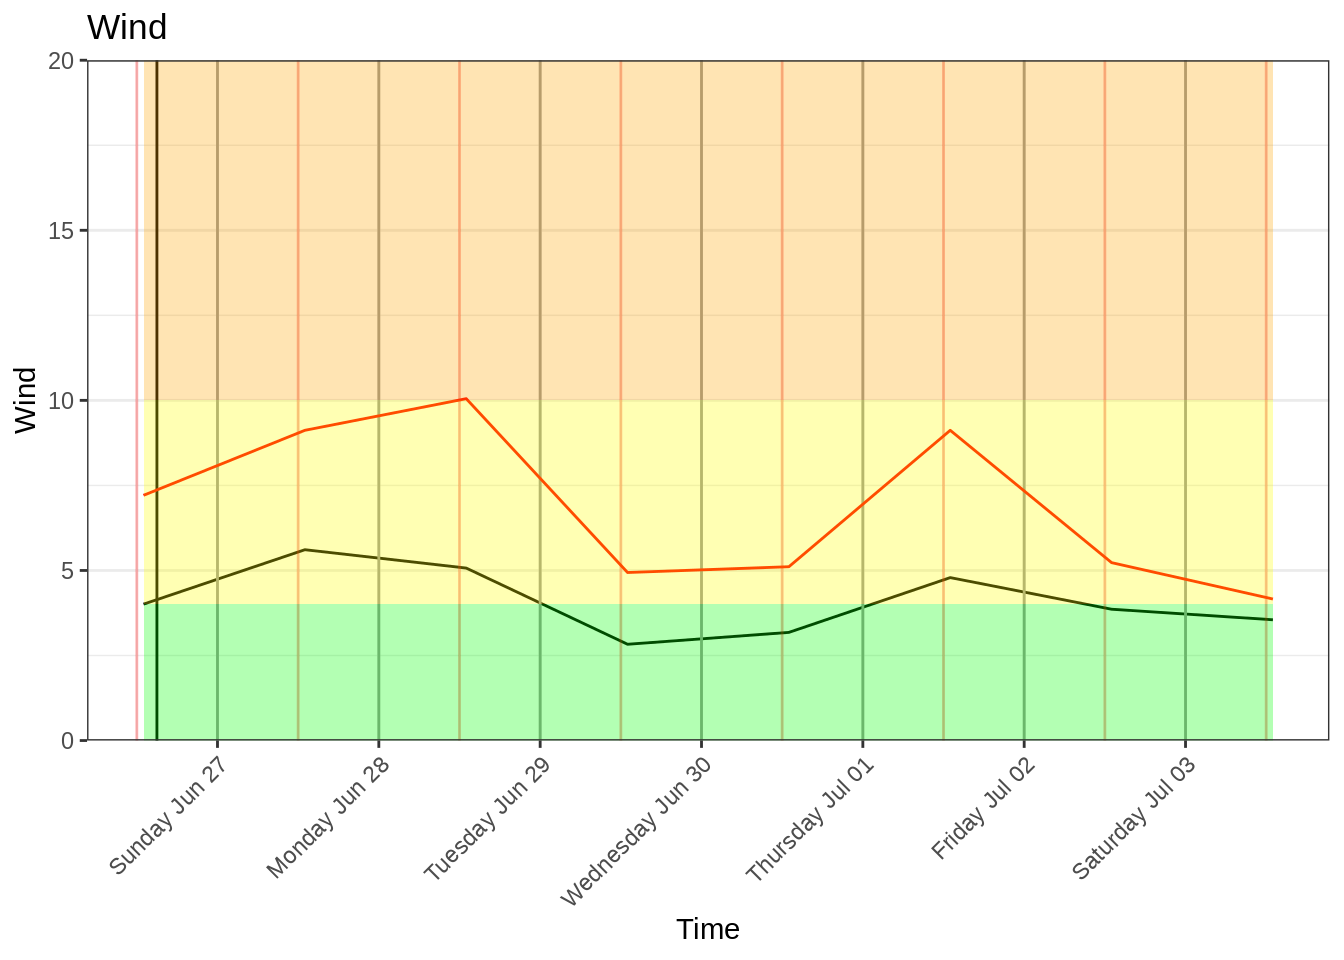 Wind
20
15
10
5
0
Wind
Sunday Jun 27
Monday Jun 28
Tuesday Jun 29
Wednesday Jun 30
Thursday Jul 01
Friday Jul 02
Saturday Jul 03
Time